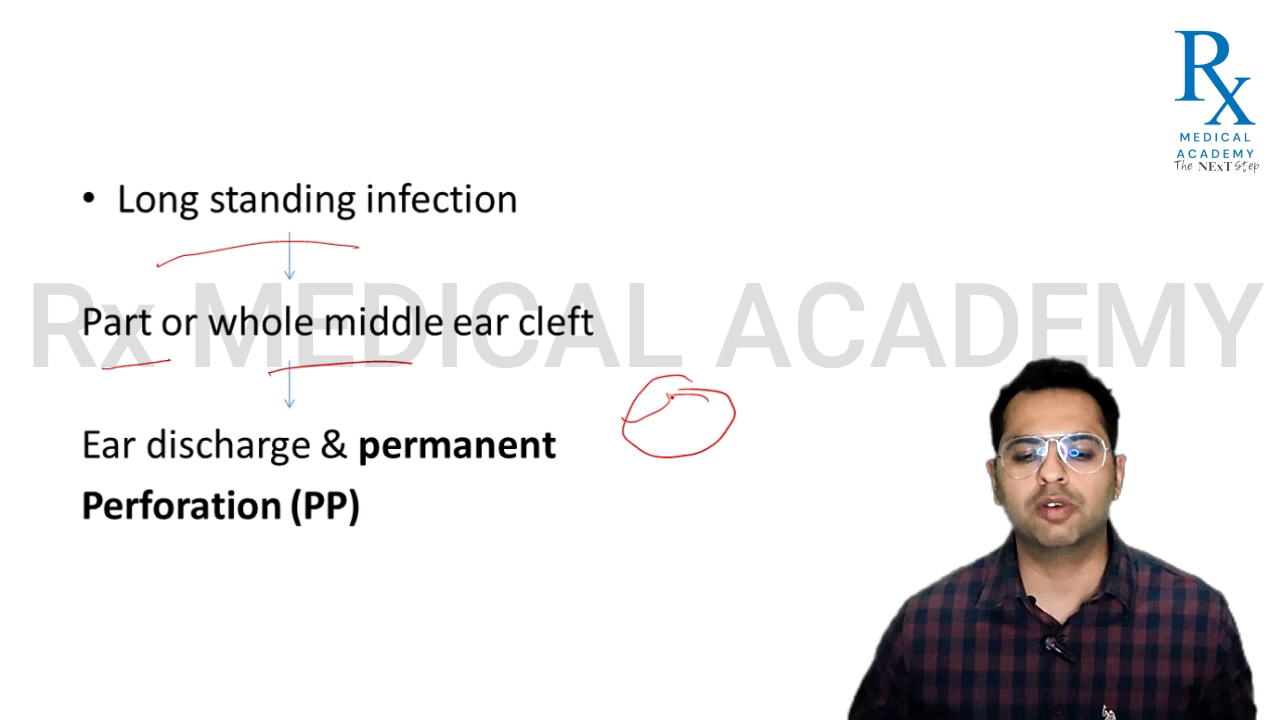 Rx
MEDICAL
ACADEMY
The NExT Step
• Long standing infection
Rx MEDICAL ACADEMY
Part or whole middle ear cleft
Ear discharge & permanent
Perforation (PP)